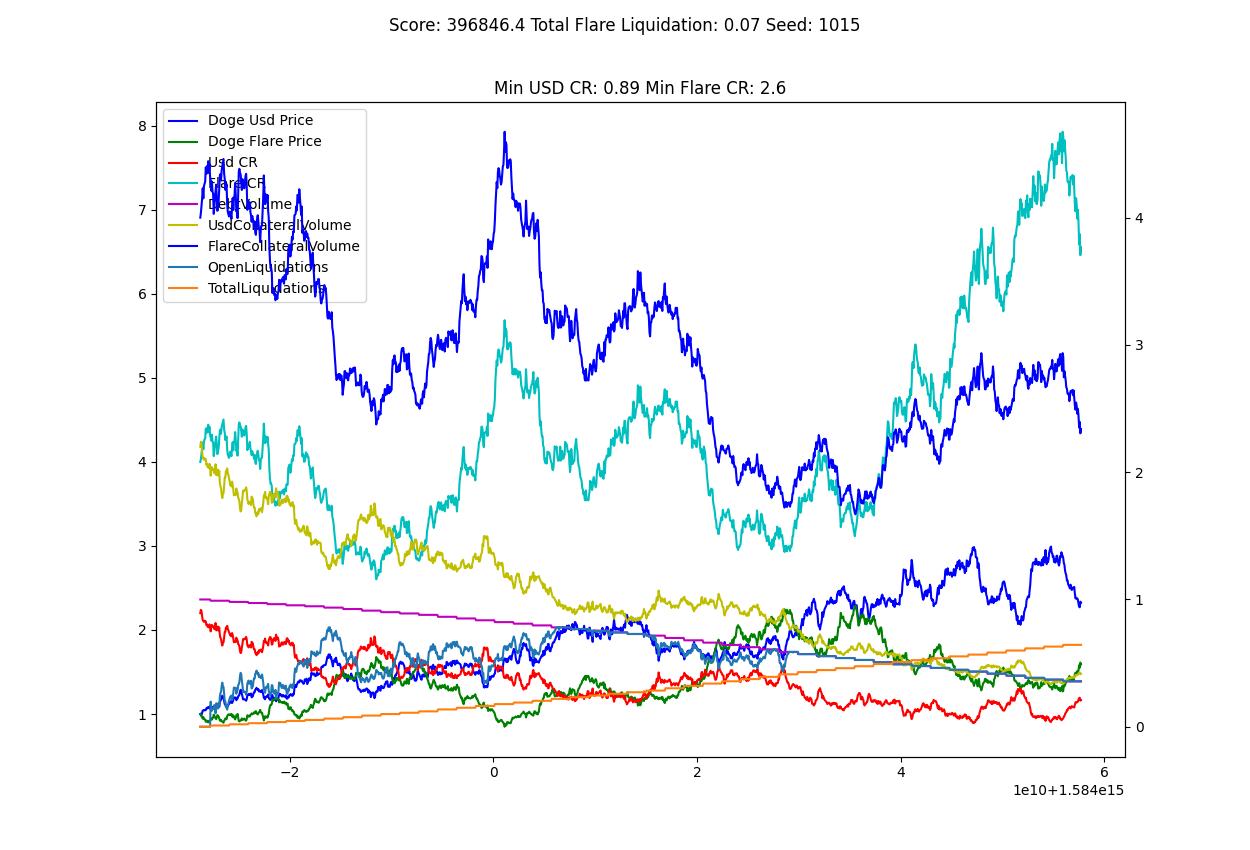 Score: 396846.4 Total Flare Liquidation: 0.07 Seed: 1015
Min USD CR: 0.89 Min Flare CR: 2.6
Doge Usd Price
Doge Flare Price
Usd CR
Flare CR
DebtVolume
UsdCollateralVolume
FlareCollateralVolume
OpenLiquidations
TotalLiquidations
8
7
6
5
4
3
2
1
4
3
2
1
0
−2
0
2
4
6
1e10+1.584e15